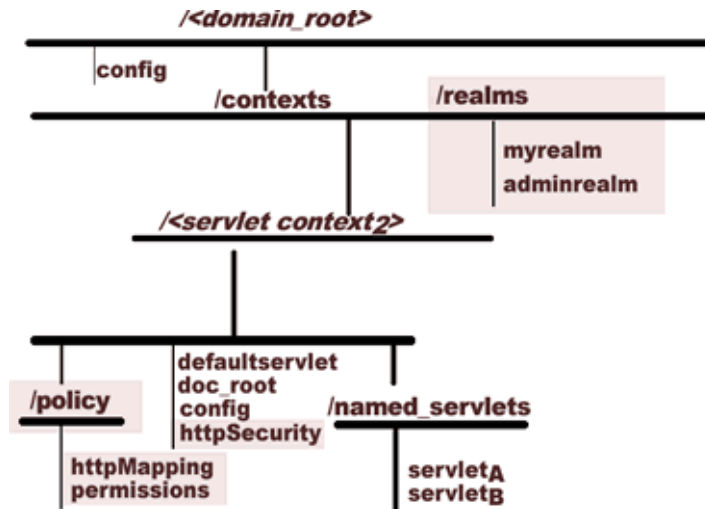 /<domain_root>
config
/contexts
/realms
myrealm
adminrealm
/<servlet context2>
defaultservlet
doc_root
config
httpSecurity
/policy
/named_servlets
httpMapping
permissions
servletA
servletB